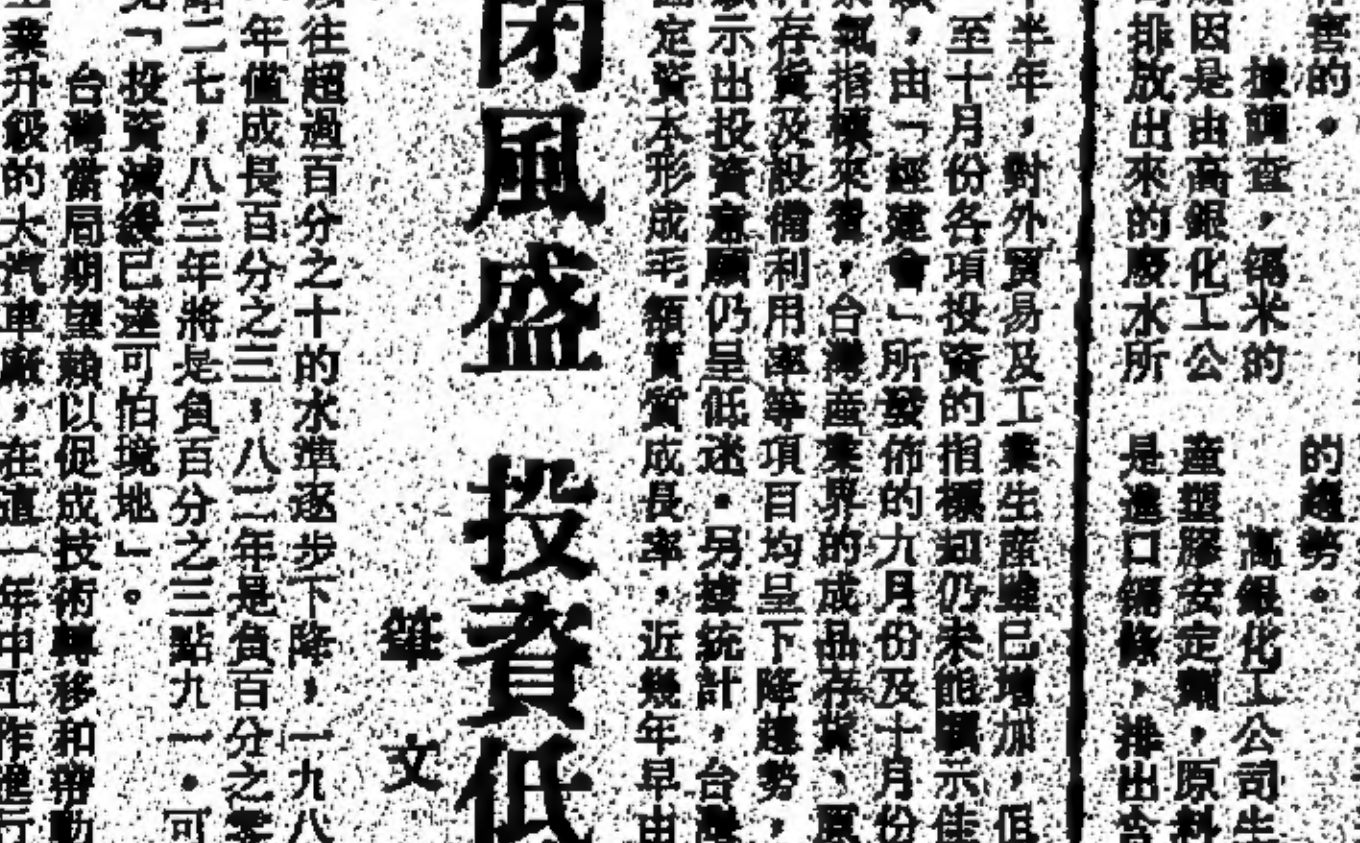 害的。
據調查，鎘米的
因是由高銀化工公
排放出來的廢水所
的趨勢。
高銀化工公司生
產塑膠安定劑，原料
是進口鎘條，排出含
半年，對外貿易及工業生產雖已增加，但
至十月份各項投資的指標却仍未能顯示佳
，由「經建會」所發佈的九月份及十月份
景氣指標來看，台灣產業界的成品存貨、原
存貨及設備利用率等項目均呈下降趨勢，
示出投資意願仍呈低迷。另據統計，台灣
固定資本形成毛額實質成長率，近幾年早由
閉風盛 投資低
筆文
往超過百分之十的水準逐步下降，一九八
年僅成長百分之三，八二年是負百分之零
點二七，八三年將是負百分之三點九一。可
見「投資減緩已達可怕境地」。
台灣當局期望賴以促成技術轉移和帶動
業升級的大汽車廠，在這一年中工作進行